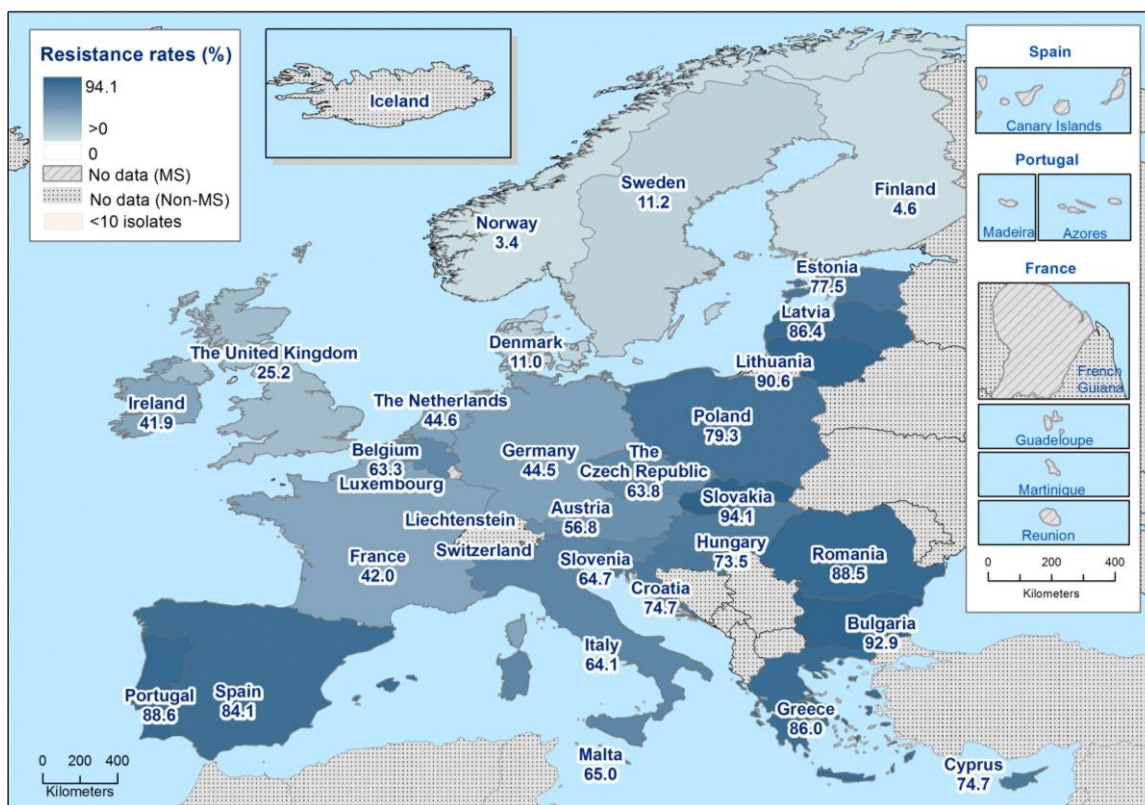 Resistance rates (%)
94.1
>0
0
No data (MS)
No data (Non-MS)
<10 isolates
Iceland
Spain
Canary Islands
Portugal
Madeira
Azores
France
French
Guiana
Guadeloupe
Martinique
Reunion
0 200 400
Kilometers
Sweden
11.2
Finland
4.6
Norway
3.4
Estonia
77.5
Latvia
86.4
Denmark
11.0
Lithuania
90.6
The United Kingdom
25.2
Ireland
41.9
The Netherlands
44.6
Poland
79.3
Belgium
63.3
Germany
44.5
The
Czech Republic
63.8
Luxembourg
Slovakia
94.1
Austria
56.8
Liechtenstein
Switzerland
Hungary
73.5
Romania
88.5
France
42.0
Slovenia
64.7
Croatia
74.7
Bulgaria
92.9
Italy
64.1
Portugal
88.6
Spain
84.1
Greece
86.0
Malta
65.0
Cyprus
74.7
0 200 400
Kilometers